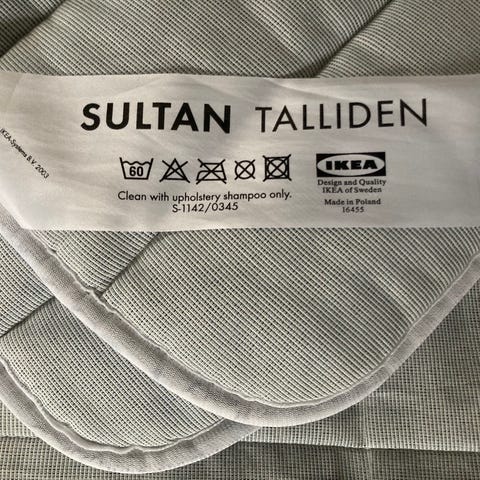 SULTAN TALLIDEN
© IKEA-Systems B.V. 2003
60
Clean with upholstery shampoo only.
S-1142/0345
IKEA
Design and Quality
IKEA of Sweden
Made in Poland
16455